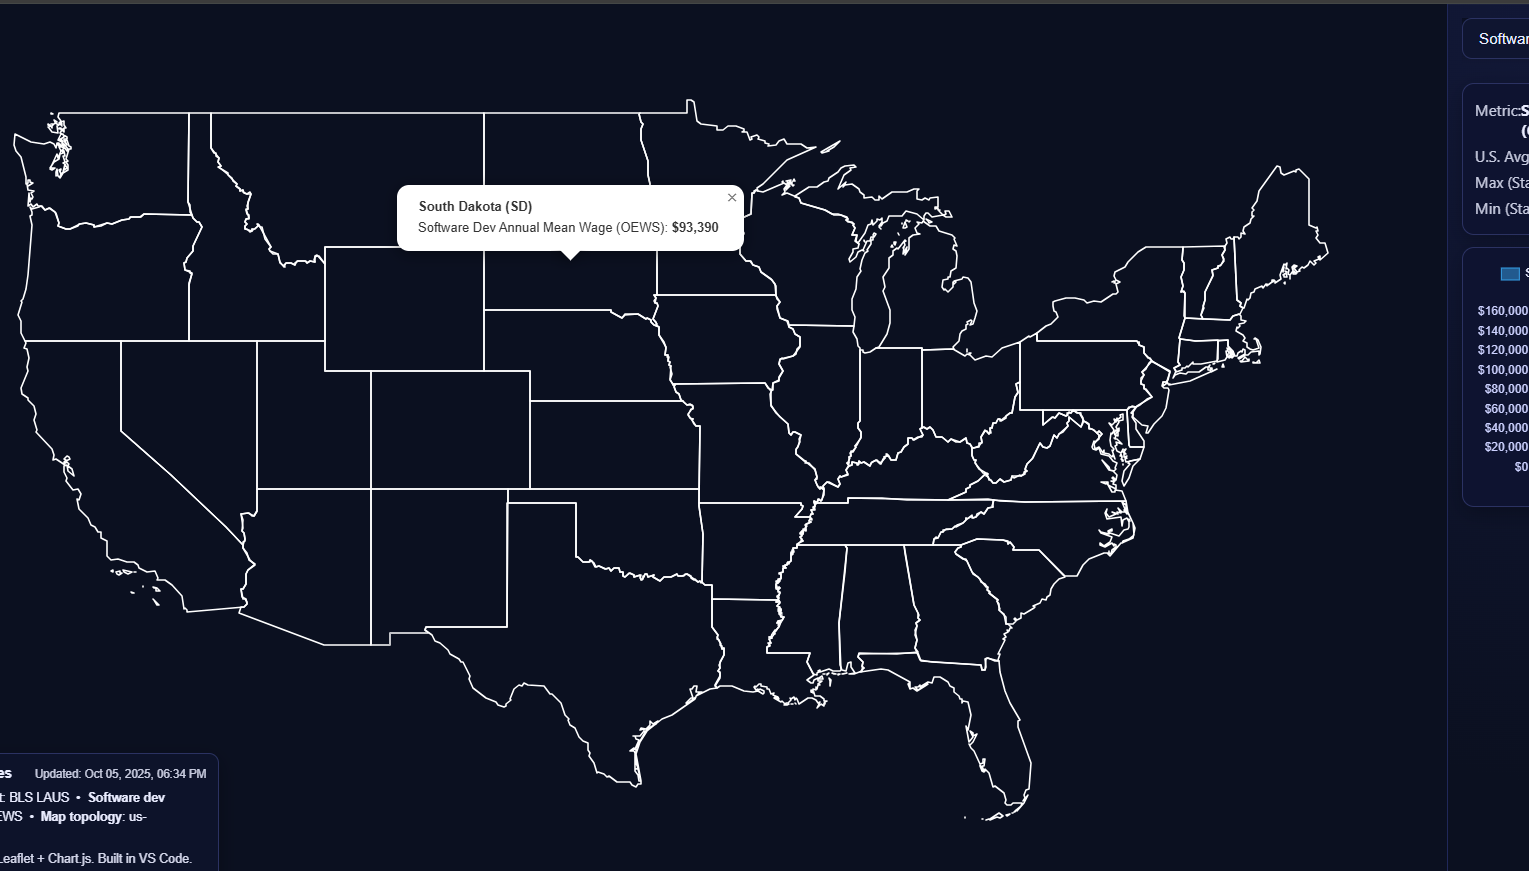 South Dakota (SD)
×
Software Dev Annual Mean Wage (OEWS): $93,390
Softwar
Metric:S
(
U.S. Avg
Max (Sta
Min (Sta
S
$160,000
$140,000
$120,000
$100,000
$80,000
$60,000
$40,000
$20,000
$0
es Updated: Oct 05, 2025, 06:34 PM
t: BLS LAUS • Software dev
EWS • Map topology: us-
Leaflet + Chart.js. Built in VS Code.